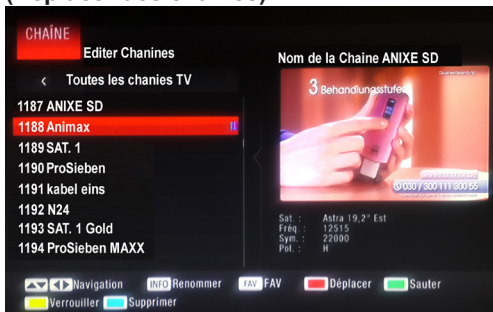 CHAÎNE
Editer Chanines
Nom de la Chaine ANIXE SD
‹ Toutes les chanies TV
1187 ANIXE SD
1188 Animax
1189 SAT. 1
1190 ProSieben
1191 kabel eins
1192 N24
1193 SAT. 1 Gold
1194 ProSieben MAXX
3 Behandlungsstufen
030 / 300 111 300 55
Sat. : Astra 19,2° Est
Fréq. : 12515
Sym. : 22000
Pol. : H
Navigation INFO Renommer FAV FAV Déplacer Sauter
Verrouiller Supprimer